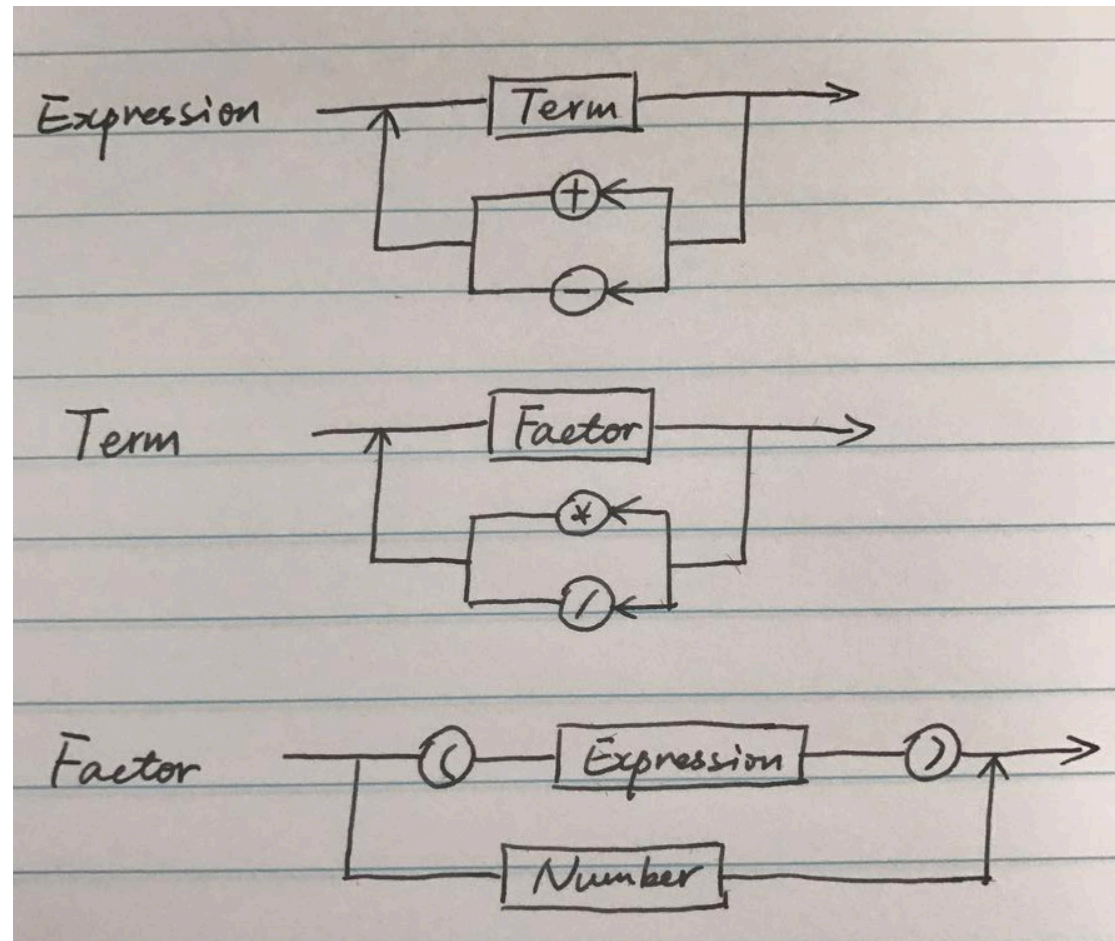 Expression Term
+
-
Term Factor
*
/
Factor ( Expression )
Number